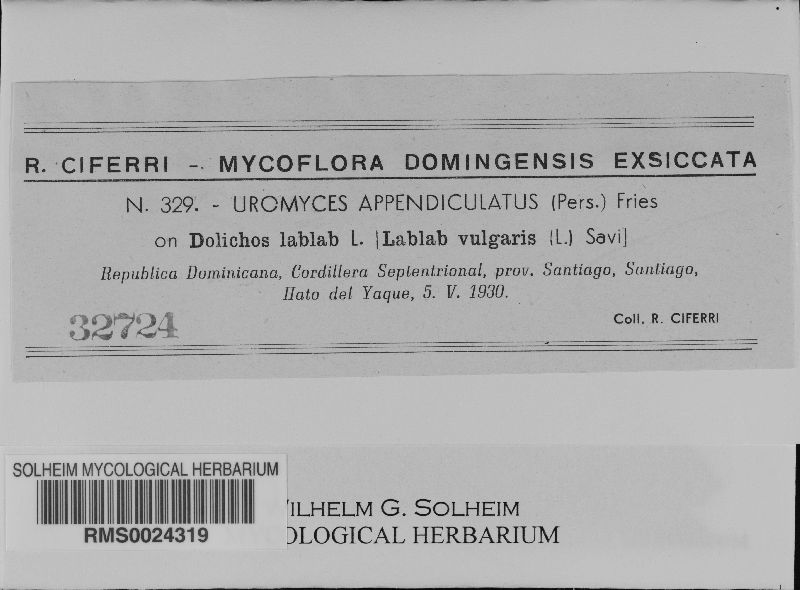 R. CIFERRI -. MYCOFLORA DOMINGENSIS EXSICCATA
N. 329. - UROMYCES APPENDICULATUS (Pers.) Fries
on Dolichos lablab L. [Lablab vulgaris (L.) Savi]
Republica Dominicana, Cordillera Septentrional, prov. Santiago, Santiago,
Hato del Yaque, 5. V. 1930.
32724
Coll. R. CIFERRI
SOLHEIM MYCOLOGICAL HERBARIUM
RMS0024319
ILHELM G. SOLHEIM
OLOGICAL HERBARIUM